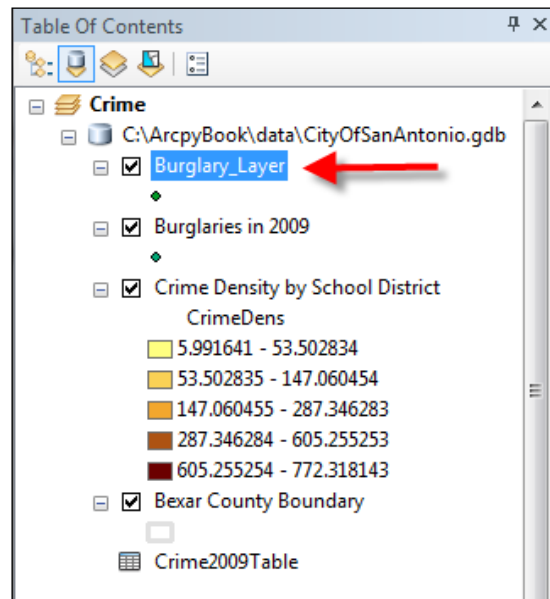 Table Of Contents
Crime
C:\ArcpyBook\data\CityOfSanAntonio.gdb
Burglary_Layer
Burglaries in 2009
Crime Density by School District
CrimeDens
5.991641 - 53.502834
53.502835 - 147.060454
147.060455 - 287.346283
287.346284 - 605.255253
605.255254 - 772.318143
Bexar County Boundary
Crime2009Table